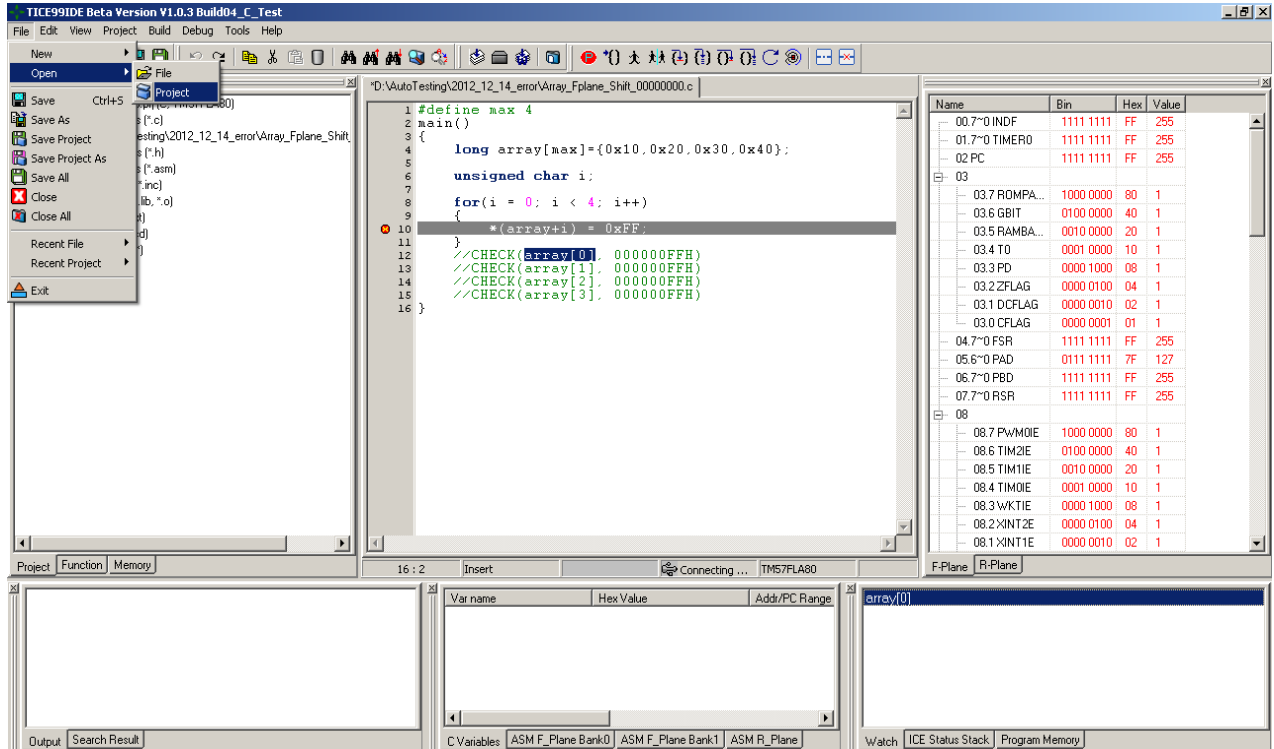 TICE99IDE Beta Version V1.0.3 Build04_C_Test
File Edit View Project Build Debug Tools Help
New
Open
File
Project
Save Ctrl+S
Save As
Save Project
Save Project As
Save All
Close
Close All
Recent File
Recent Project
Exit
(*.c)
esting\2012_12_14_error\Array_Fplane_Shift_
(*.h)
(*.asm)
*.inc)
.lib, *.o)
Project Function Memory
*D:\AutoTesting\2012_12_14_error\Array_Fplane_Shift_00000000.c
1 #define max 4
2 main()
3 {
4 long array[max]={0x10,0x20,0x30,0x40};
5
6 unsigned char i;
7
8 for(i = 0; i < 4; i++)
9 {
10 *(array+i) = 0xFF;
11 }
12 //CHECK(array[0], 000000FFH)
13 //CHECK(array[1], 000000FFH)
14 //CHECK(array[2], 000000FFH)
15 //CHECK(array[3], 000000FFH)
16 }
16 : 2 Insert Connecting ... TM57FLA80
Name Bin Hex Value
00.7~0 INDF 1111 1111 FF 255
01.7~0 TIMER0 1111 1111 FF 255
02 PC 1111 1111 FF 255
03
03.7 ROMPA... 1000 0000 80 1
03.6 GBIT 0100 0000 40 1
03.5 RAMBA... 0010 0000 20 1
03.4 TO 0001 0000 10 1
03.3 PD 0000 1000 08 1
03.2 ZFLAG 0000 0100 04 1
03.1 DCFLAG 0000 0010 02 1
03.0 CFLAG 0000 0001 01 1
04.7~0 FSR 1111 1111 FF 255
05.6~0 PAD 0111 1111 7F 127
06.7~0 PBD 1111 1111 FF 255
07.7~0 RSR 1111 1111 FF 255
08
08.7 PWM0IE 1000 0000 80 1
08.6 TIM2IE 0100 0000 40 1
08.5 TIM1IE 0010 0000 20 1
08.4 TIM0IE 0001 0000 10 1
08.3 WKTIE 0000 1000 08 1
08.2 XINT2E 0000 0100 04 1
08.1 XINT1E 0000 0010 02 1
F-Plane R-Plane
Output Search Result
Var name Hex Value Addr/PC Range
C Variables ASM F_Plane Bank0 ASM F_Plane Bank1 ASM R_Plane
array[0]
Watch ICE Status Stack Program Memory